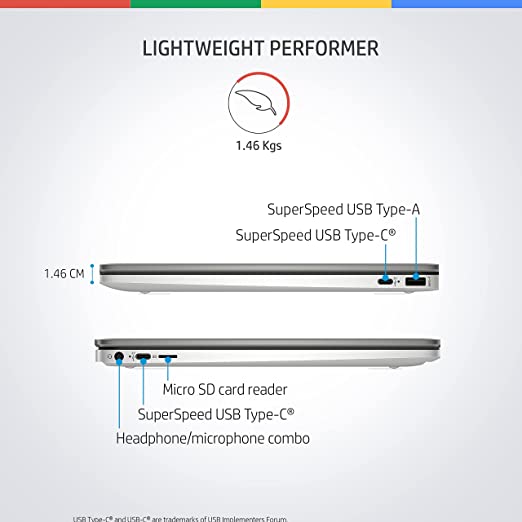 LIGHTWEIGHT PERFORMER
1.46 Kgs
SuperSpeed USB Type-A
SuperSpeed USB Type-C®
1.46 CM
Micro SD card reader
SuperSpeed USB Type-C®
Headphone/microphone combo
USB Type-C® and USB-C® are trademarks of USB Implementers Forum.